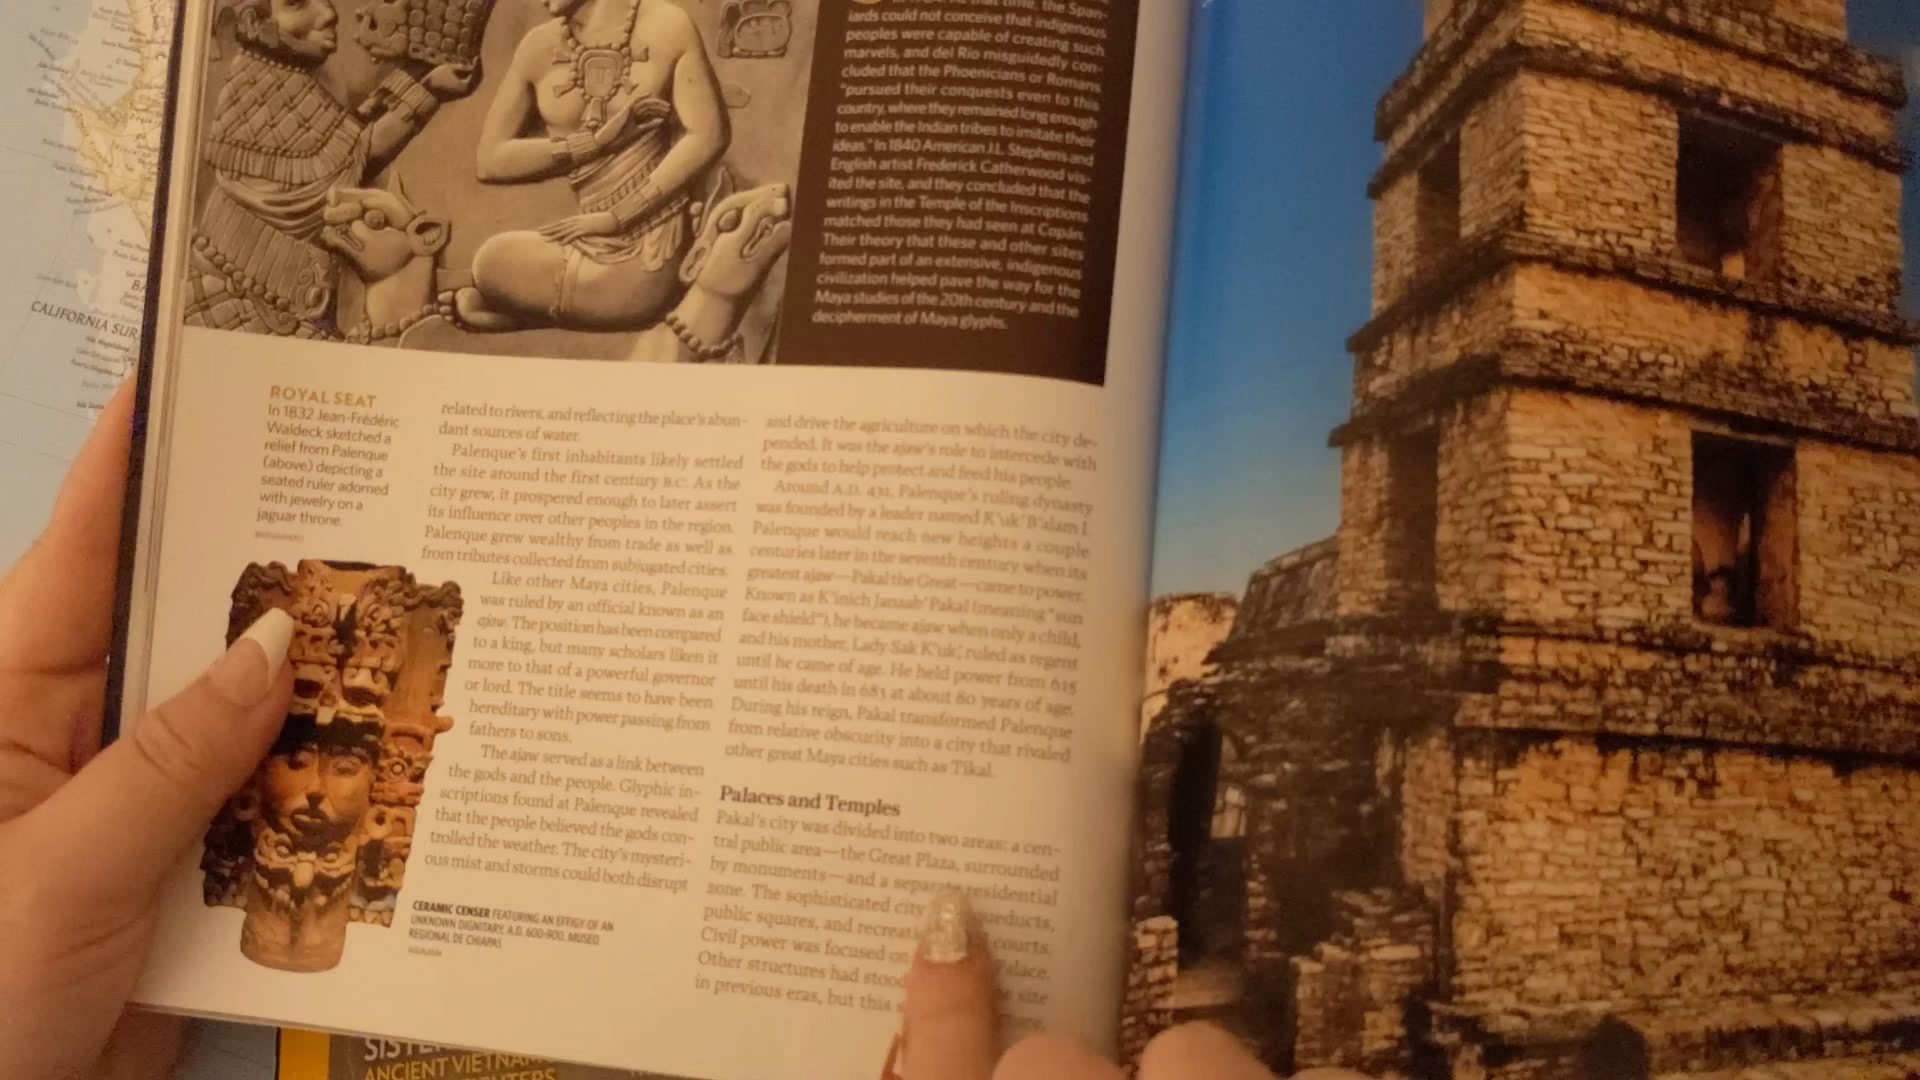 that time, the Span-
iards could not conceive that indigenous
peoples were capable of creating such
marvels, and del Río misguidedly con-
cluded that the Phoenicians or Romans
"pursued their conquests even to this
country, where they remained long enough
to enable the Indian tribes to imitate their
ideas." In 1840 American J.L. Stephens and
English artist Frederick Catherwood vis-
ited the site, and they concluded that the
writings in the Temple of the Inscriptions
matched those they had seen at Copán.
Their theory that these and other sites
formed part of an extensive, indigenous
civilization helped pave the way for the
Maya studies of the 20th century and the
decipherment of Maya glyphs.
ROYAL SEAT
In 1832 Jean-Frédéric
Waldeck sketched a
relief from Palenque
(above) depicting a
seated ruler adorned
with jewelry on a
jaguar throne.
related to rivers, and reflecting the place's abun-
dant sources of water.
Palenque's first inhabitants likely settled
the site around the first century B.C. As the
city grew, it prospered enough to later assert
its influence over other peoples in the region.
Palenque grew wealthy from trade as well as
from tributes collected from subjugated cities.
Like other Maya cities, Palenque
was ruled by an official known as an
ajaw. The position has been compared
to a king, but many scholars liken it
more to that of a powerful governor
or lord. The title seems to have been
hereditary with power passing from
fathers to sons.
The ajaw served as a link between
the gods and the people. Glyphic in-
scriptions found at Palenque revealed
that the people believed the gods con-
trolled the weather. The city's mysteri-
ous mist and storms could both disrupt
CERAMIC CENSER FEATURING AN EFFIGY OF AN
UNKNOWN DIGNITARY, A.D. 600-900. MUSEO
REGIONAL DE CHIAPAS
and drive the agriculture on which the city de-
pended. It was the ajaw's role to intercede with
the gods to help protect and feed his people.
Around A.D. 431, Palenque's ruling dynasty
was founded by a leader named K'uk' B'alam I.
Palenque would reach new heights a couple
centuries later in the seventh century when its
greatest ajaw—Pakal the Great—came to power.
Known as K'inich Janaab' Pakal (meaning "sun
face shield"), he became ajaw when only a child,
and his mother, Lady Sak K'uk', ruled as regent
until he came of age. He held power from 615
until his death in 683 at about 80 years of age.
During his reign, Pakal transformed Palenque
from relative obscurity into a city that rivaled
other great Maya cities such as Tikal.
Palaces and Temples
Pakal's city was divided into two areas: a cen-
tral public area—the Great Plaza, surrounded
by monuments—and a separate residential
zone. The sophisticated city
public squares, and courts.
Civil power was focused on
Other structures had stood site
in previous eras, but this
CALIFORNIA SUR
ANCIENT VIETNAM